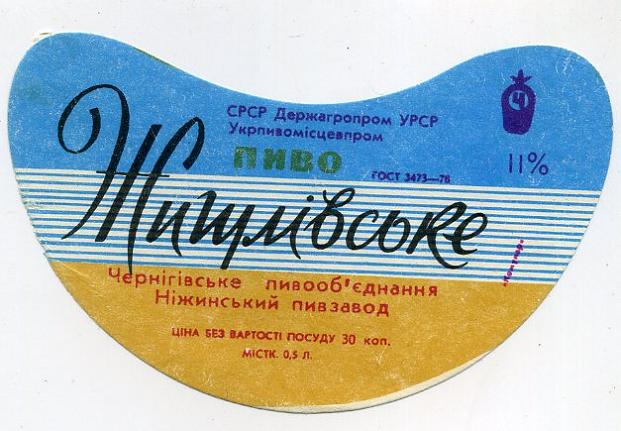 СРСР Держагропром УРСР
Укрпивомісцевпром
пиво
ГОСТ 3473—78
Ч
11%
Жигулівське
Чернігівське пивооб'єднання
Ніжинський пивзавод
ЦІНА БЕЗ ВАРТОСТІ ПОСУДУ 30 коп.
МІСТК. 0,5 л.